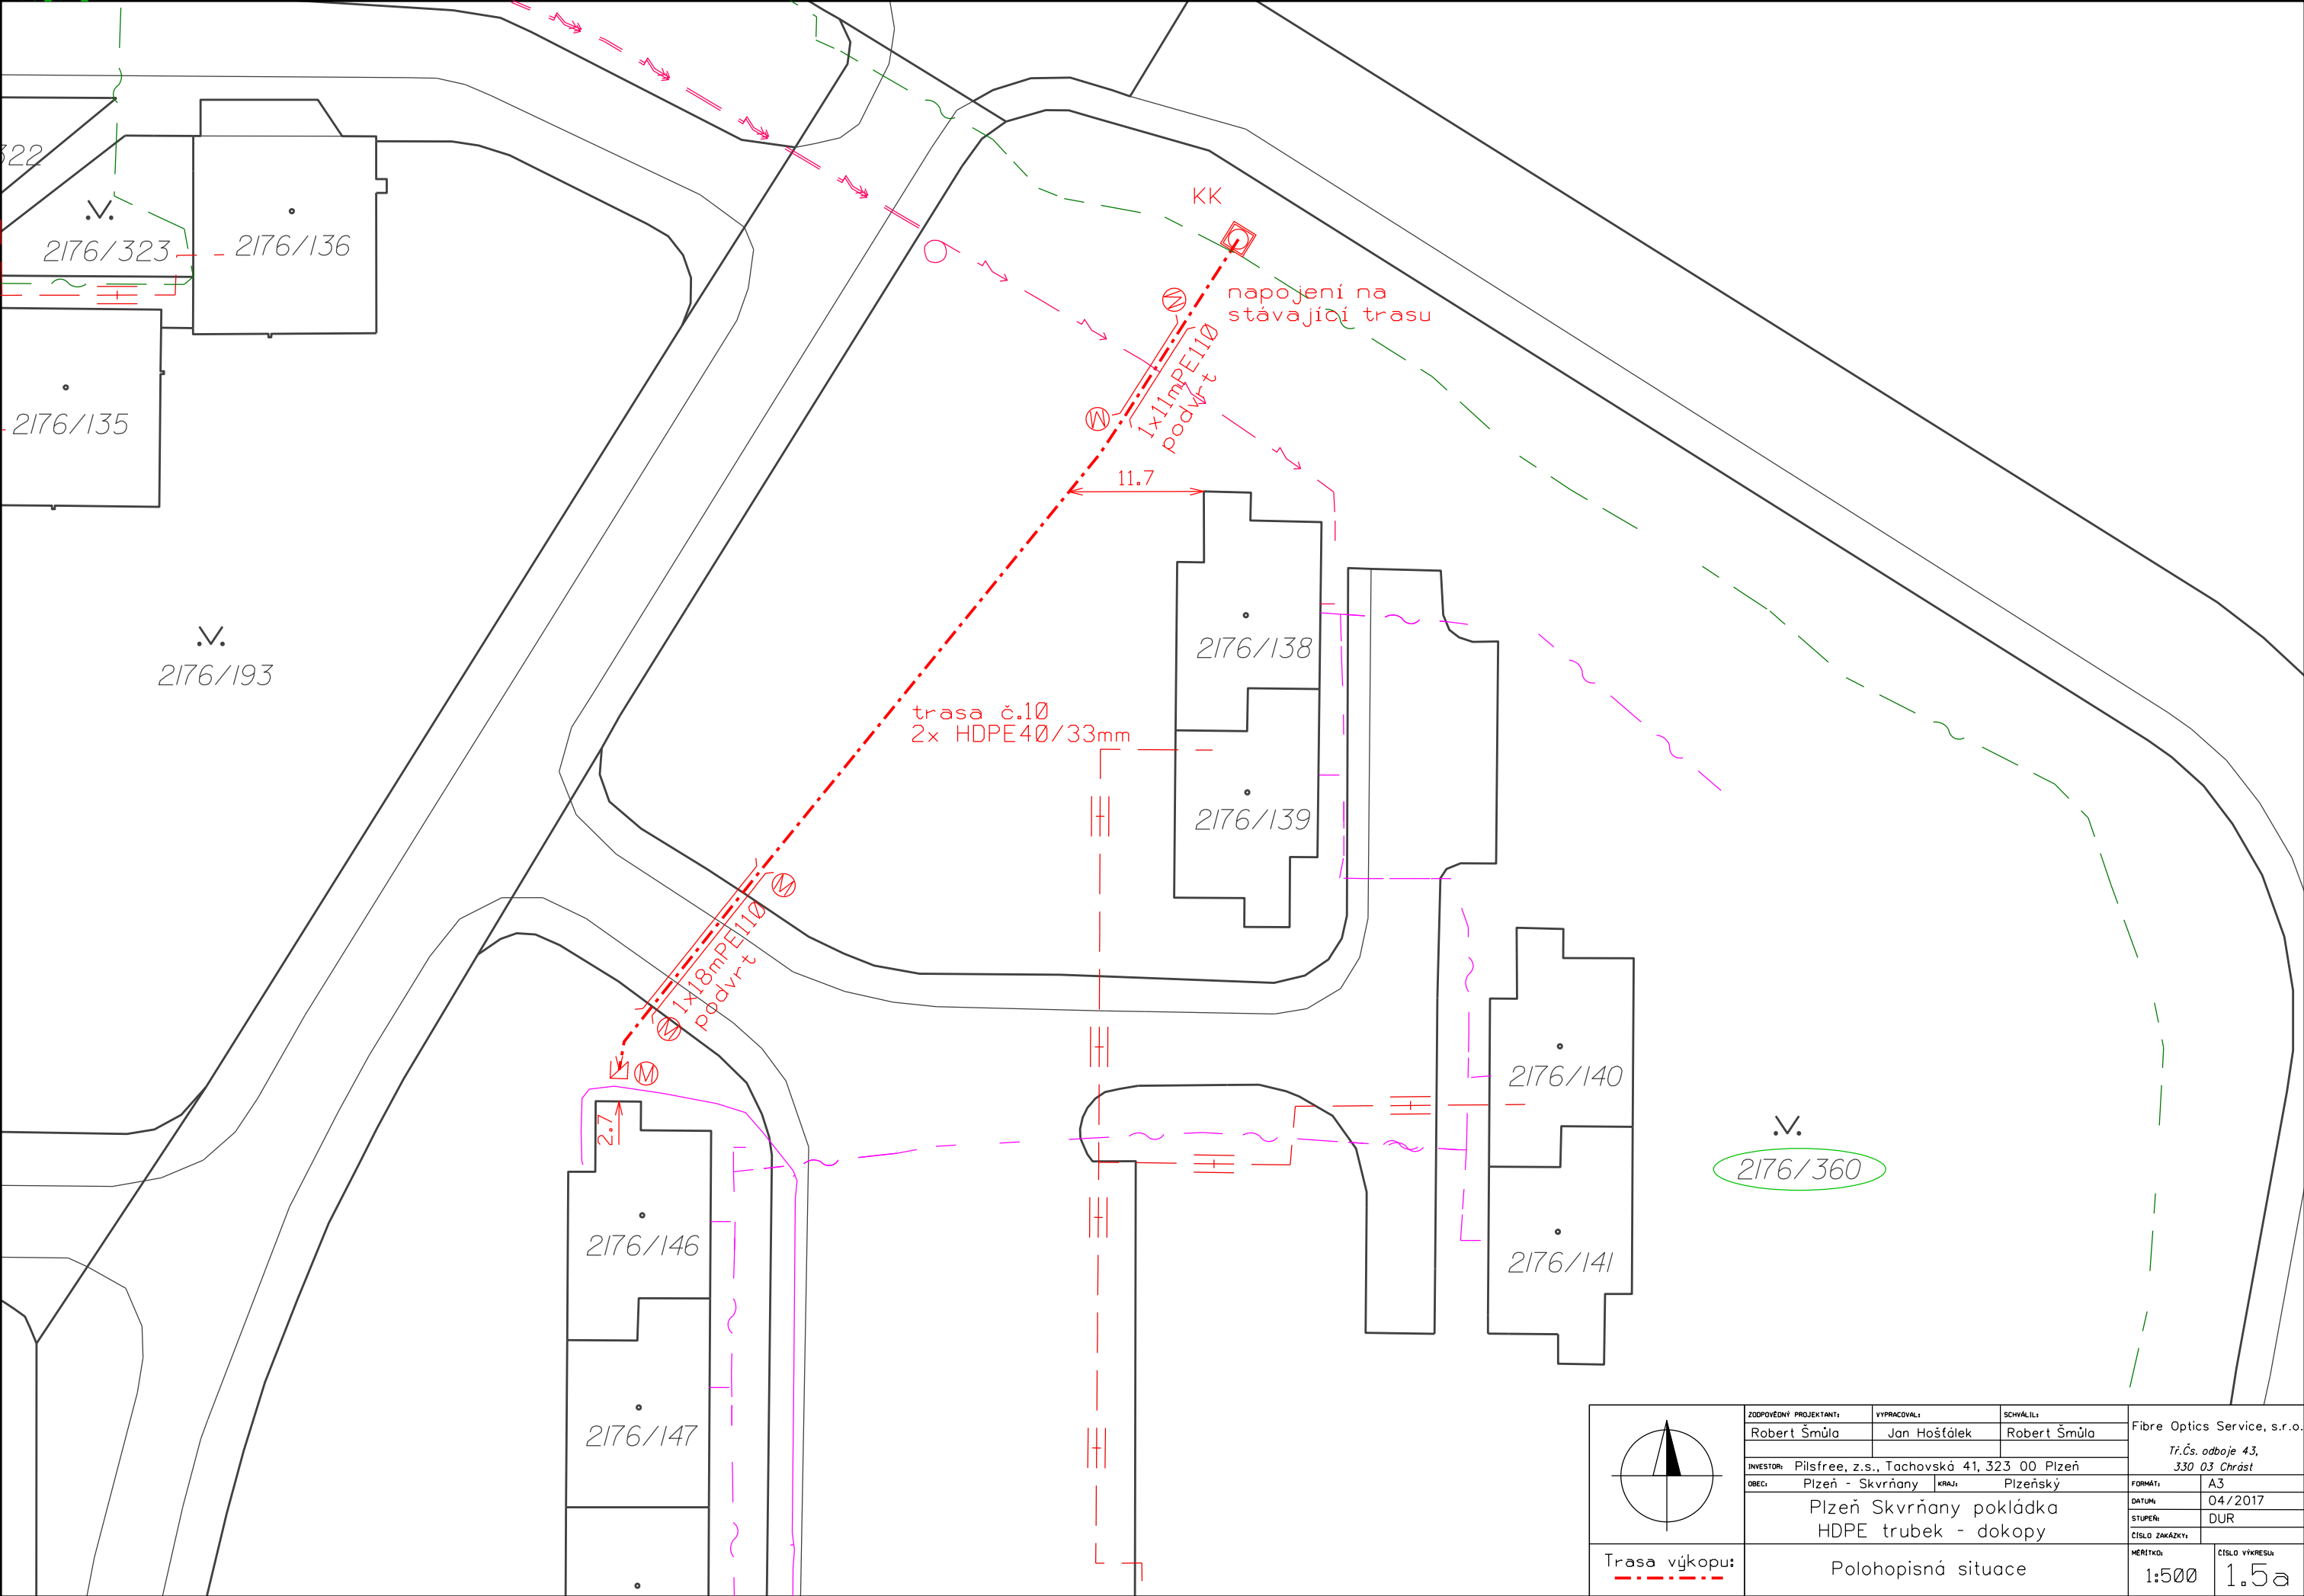 KK
napojení na
stávající trasu
1x11mPE110
podvrt
M
M
11.7
2176/136
2176/323
2176/135
2176/193
2176/138
2176/139
trasa č.10
2x HDPE40/33mm
M
1x18mPE110
podvrt
M
M
2.7
2176/140
2176/360
2176/141
2176/146
2176/147
ZODPOVĚDNÝ PROJEKTANT: VYPRACOVAL: SCHVÁLIL:
Robert Šmůla Jan Hošťálek Robert Šmůla
INVESTOR: Pilsfree, z.s., Tachovská 41, 323 00 Plzeň
OBEC: Plzeň - Skvrňany KRAJ: Plzeňský
Plzeň Skvrňany pokládka
HDPE trubek - dokopy
Polohopisná situace
Trasa výkopu:
Fibre Optics Service, s.r.o.
Tř.Čs. odboje 43,
330 03 Chrást
FORMÁT: A3
DATUM: 04/2017
STUPEŇ: DUR
ČÍSLO ZAKÁZKY:
MĚŘÍTKO: ČÍSLO VÝKRESU:
1:500 1.5a